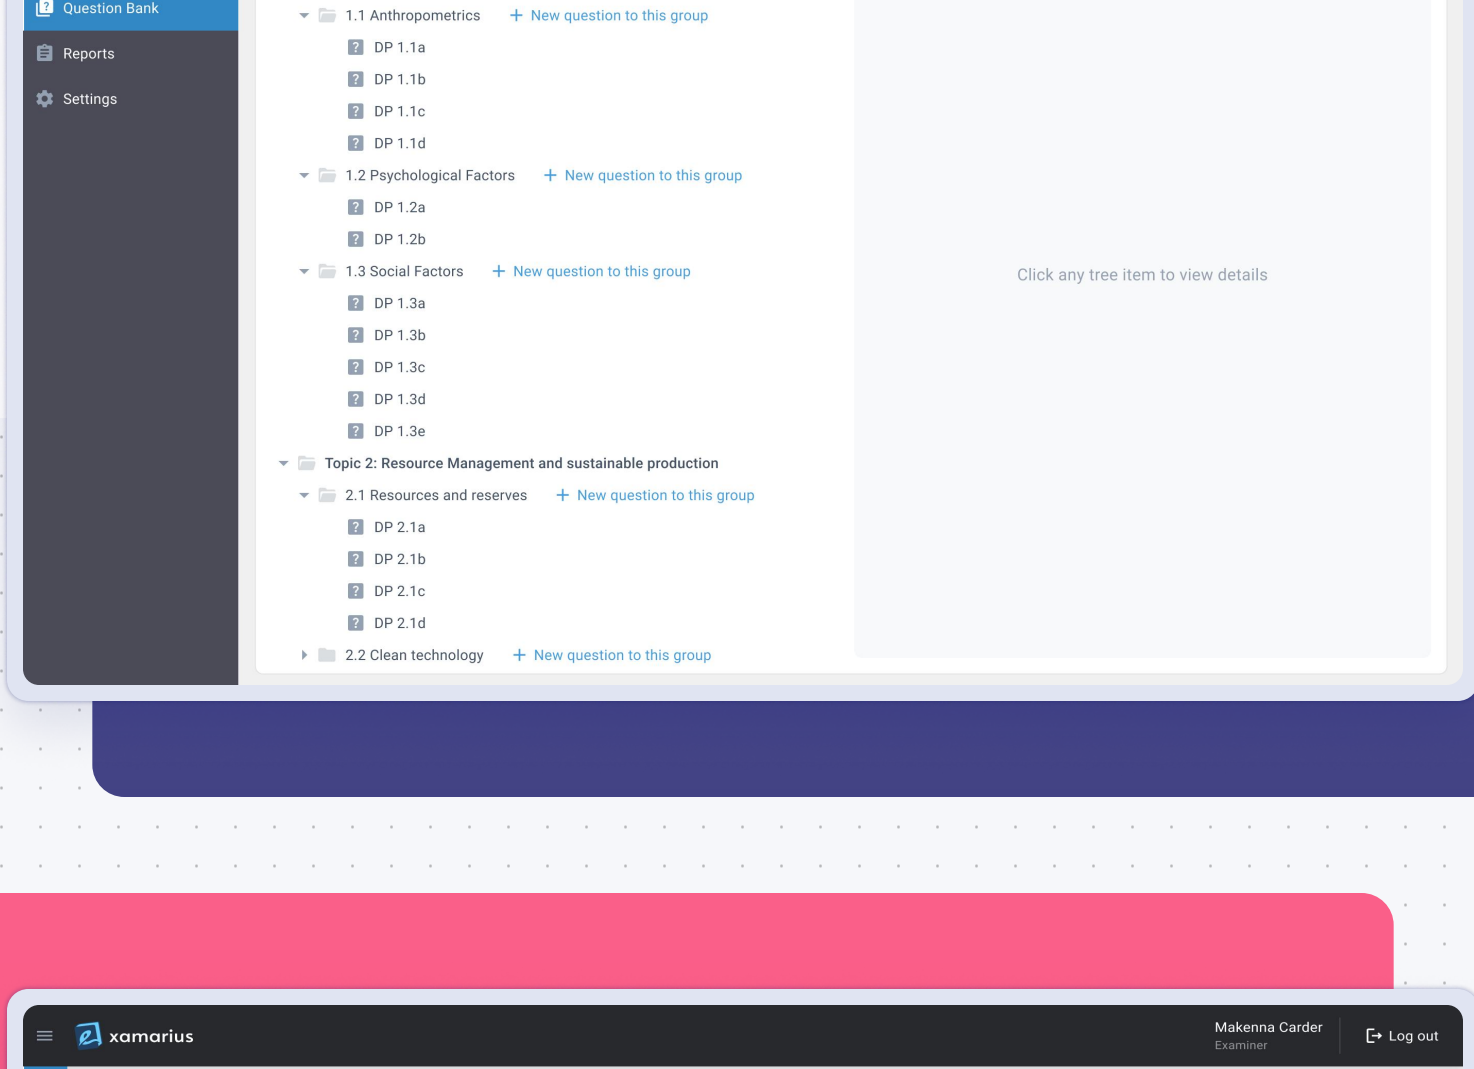 Question Bank
Reports
Settings
1.1 Anthropometrics + New question to this group
DP 1.1a
DP 1.1b
DP 1.1c
DP 1.1d
1.2 Psychological Factors + New question to this group
DP 1.2a
DP 1.2b
1.3 Social Factors + New question to this group
DP 1.3a
DP 1.3b
DP 1.3c
DP 1.3d
DP 1.3e
Topic 2: Resource Management and sustainable production
2.1 Resources and reserves + New question to this group
DP 2.1a
DP 2.1b
DP 2.1c
DP 2.1d
2.2 Clean technology + New question to this group
Click any tree item to view details
xamarius
Makenna Carder
Examiner
Log out